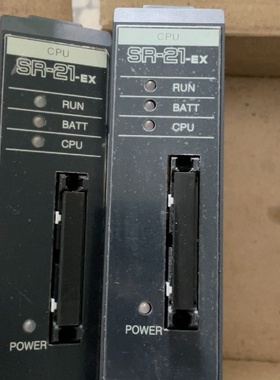 CPU
SR-21-EX
RUN
BATT
CPU
POWER
CPU
SR-21-EX
RUN
BATT
CPU
POWER